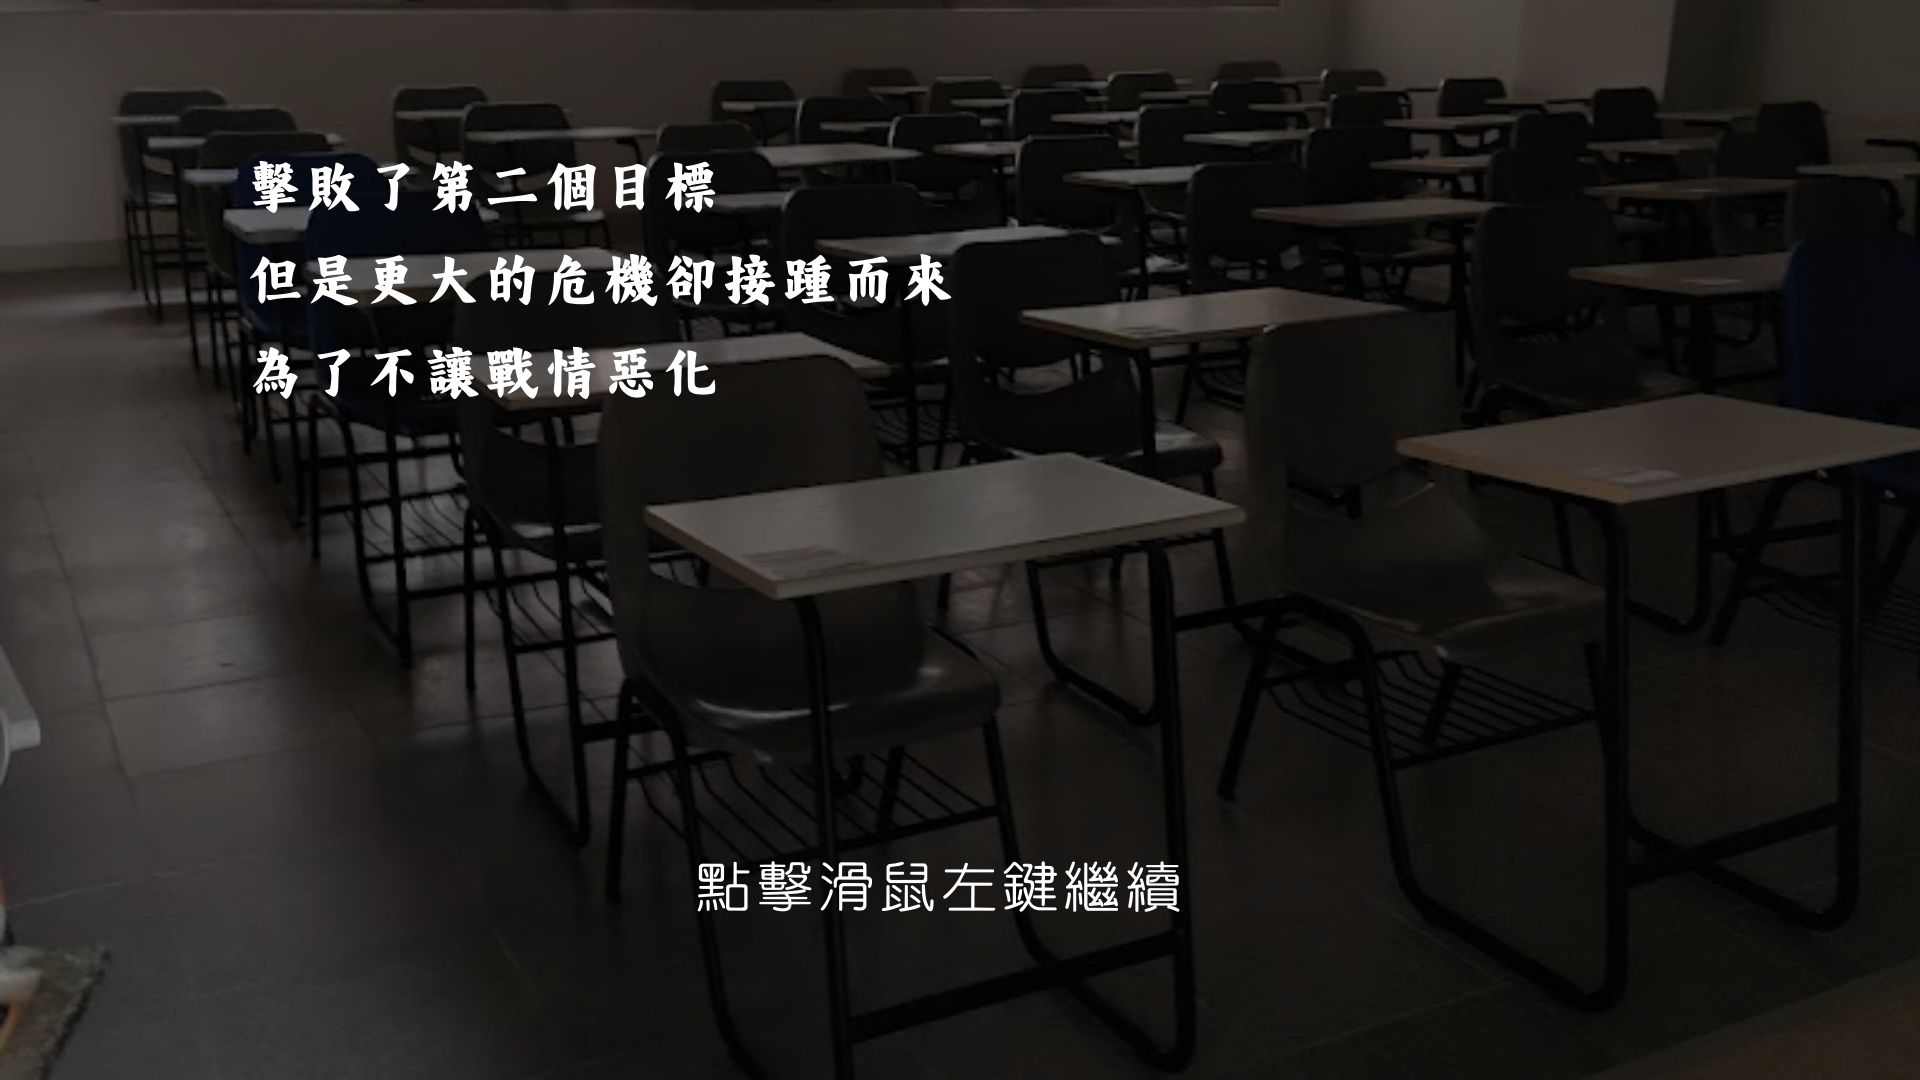 擊敗了第二個目標
但是更大的危機卻接踵而來
為了不讓戰情惡化
點擊滑鼠左鍵繼續